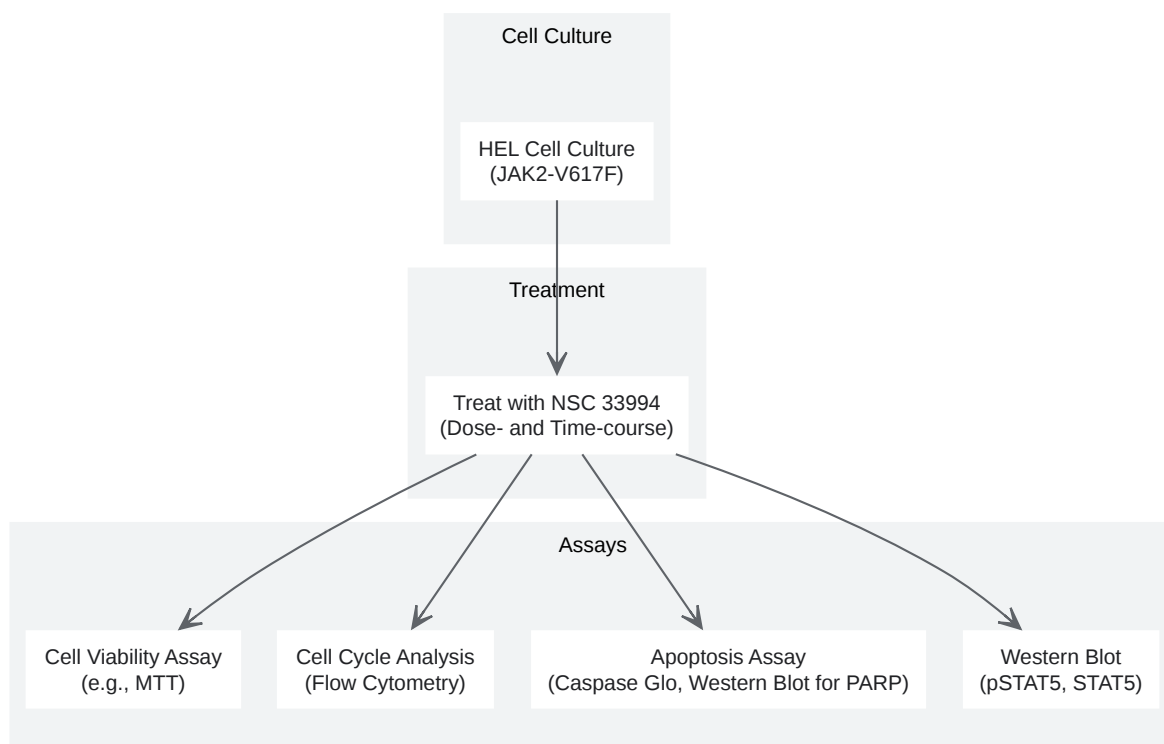 Cell Culture
HEL Cell Culture
(JAK2-V617F)
Treatment
Treat with NSC 33994
(Dose- and Time-course)
Assays
Cell Viability Assay
(e.g., MTT)
Cell Cycle Analysis
(Flow Cytometry)
Apoptosis Assay
(Caspase Glo, Western Blot for PARP)
Western Blot
(pSTAT5, STAT5)